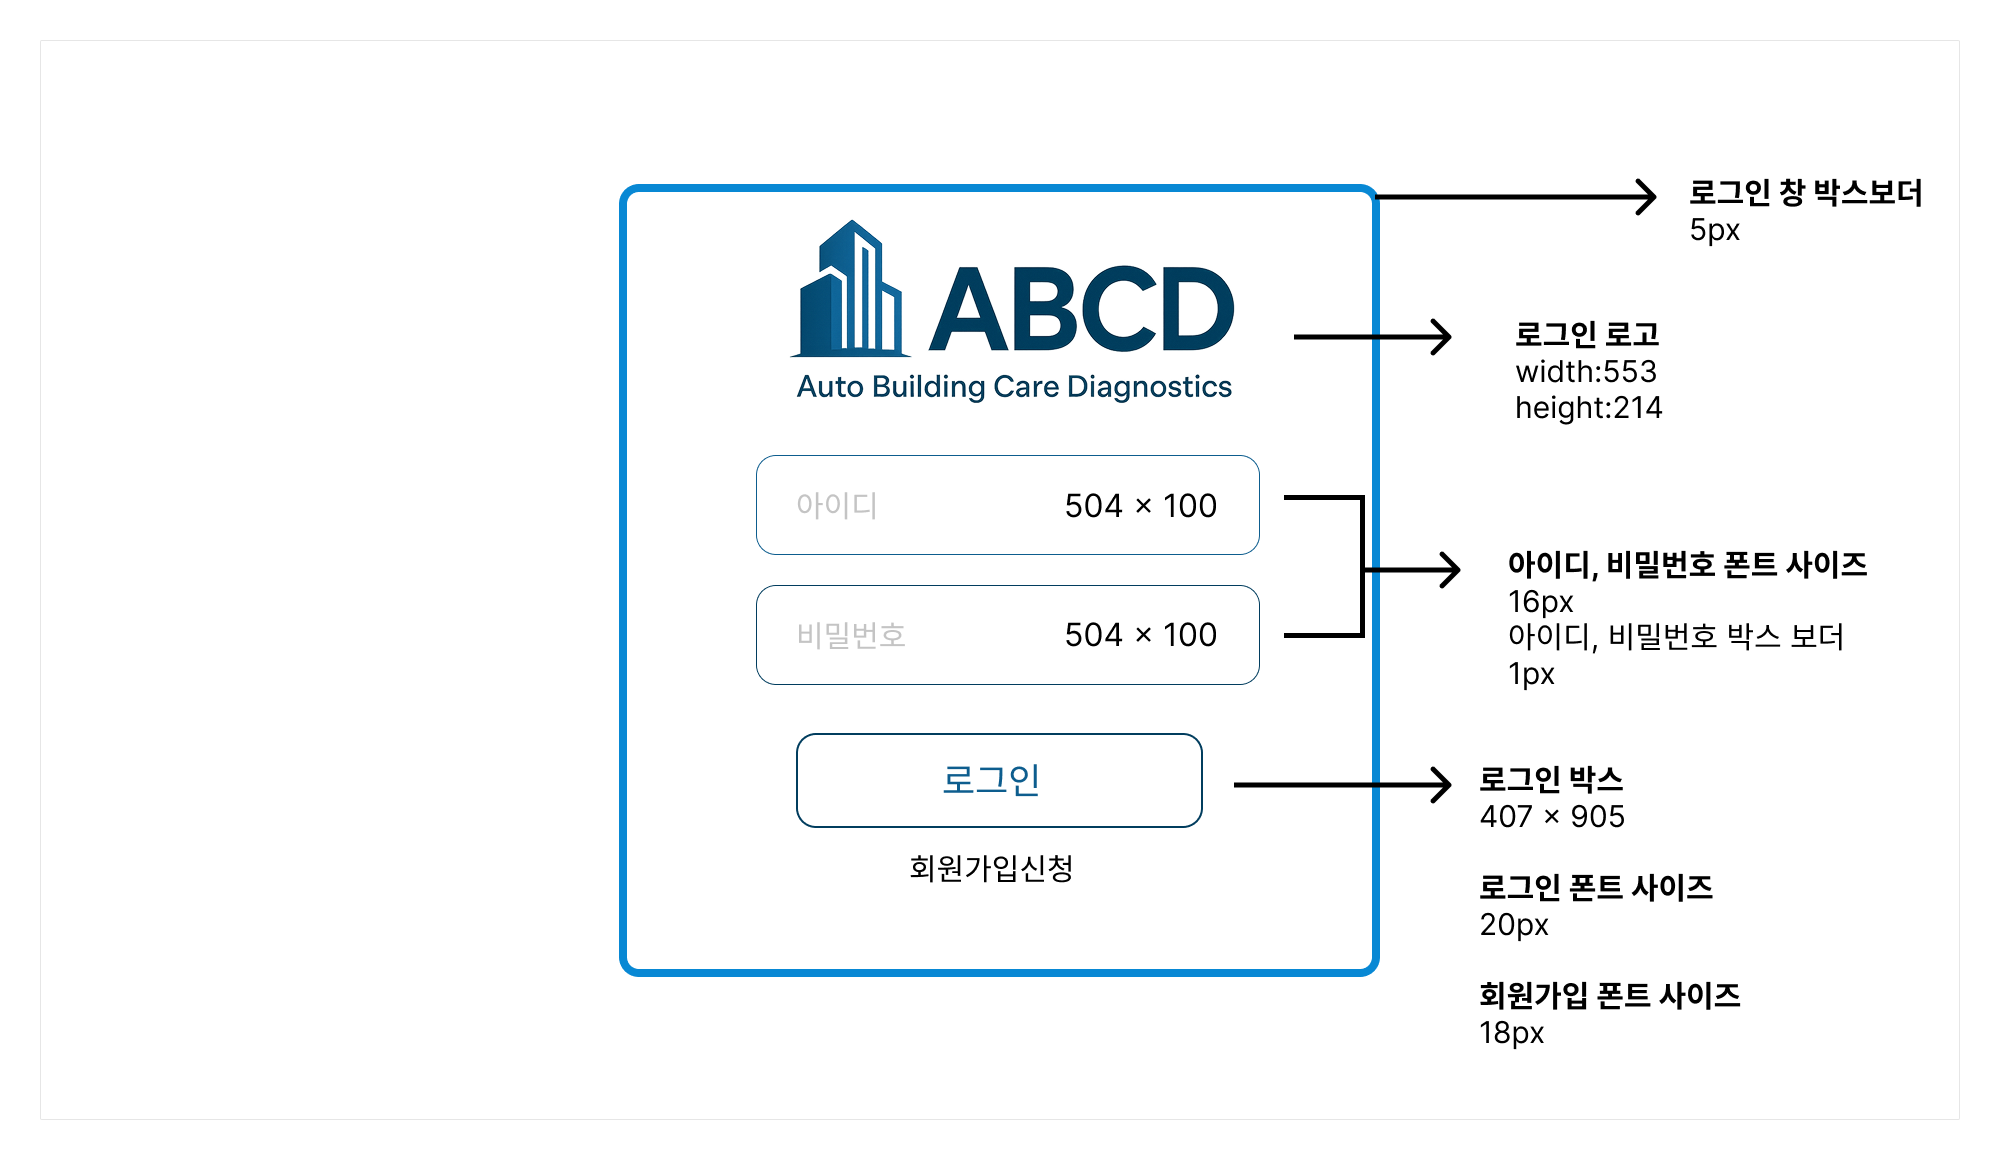 ABCD
Auto Building Care Diagnostics
아이디
504 × 100
비밀번호
504 × 100
로그인
회원가입신청
로그인 창 박스보더
5px
로그인 로고
width:553
height:214
아이디, 비밀번호 폰트 사이즈
16px
아이디, 비밀번호 박스 보더
1px
로그인 박스
407 × 905
로그인 폰트 사이즈
20px
회원가입 폰트 사이즈
18px